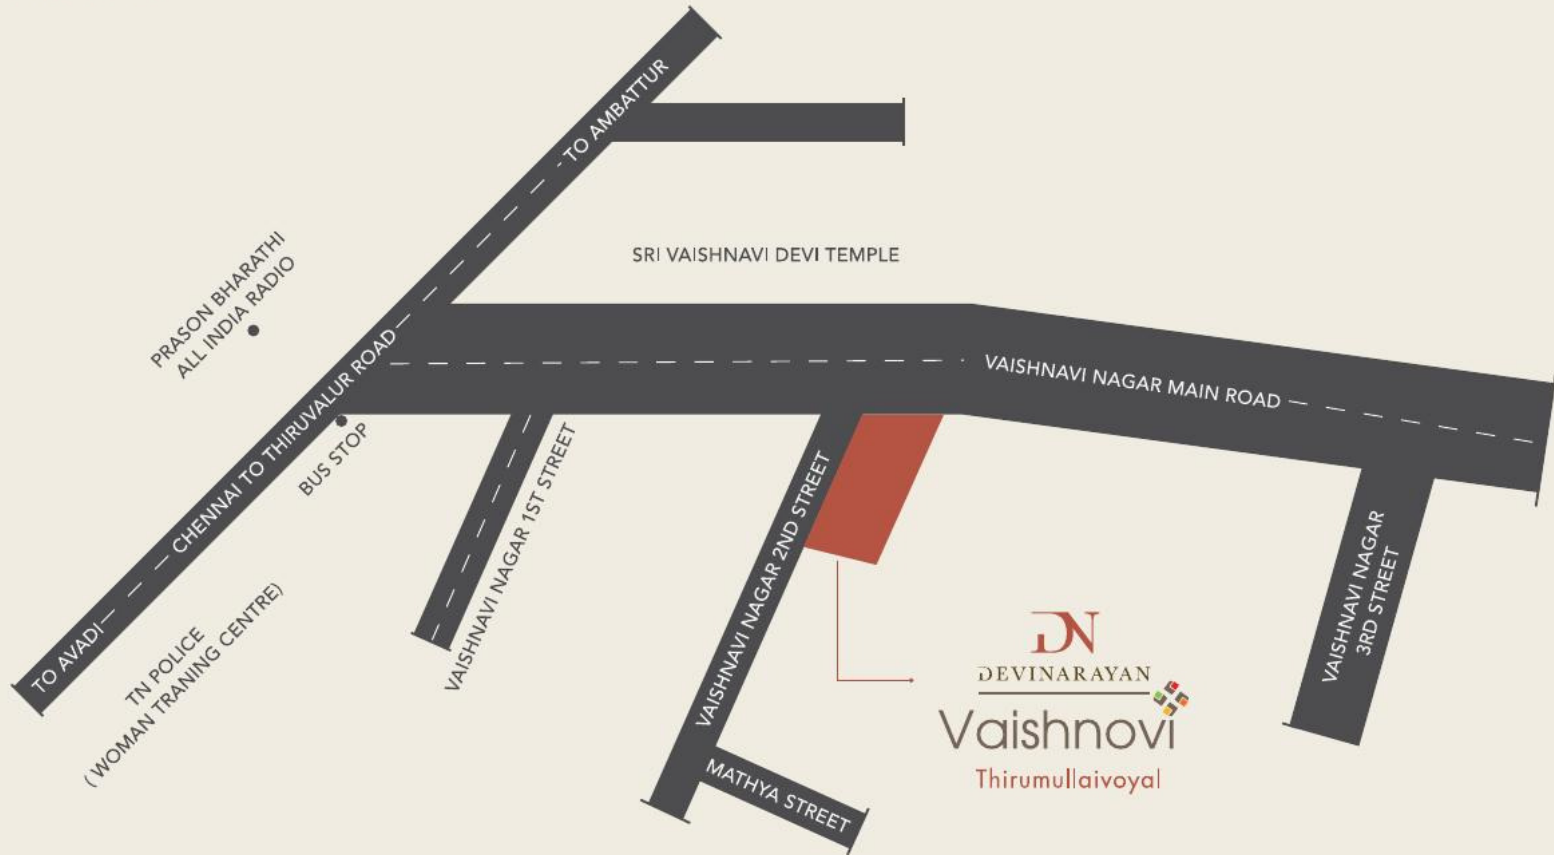 TO AMBATTUR
SRI VAISHNAVI DEVI TEMPLE
PRASON BHARATHI
ALL INDIA RADIO
CHENNAI TO THIRUVALUR ROAD
VAISHNAVI NAGAR MAIN ROAD
BUS STOP
VAISHNAVI NAGAR 1ST STREET
VAISHNAVI NAGAR 2ND STREET
VAISHNAVI NAGAR
3RD STREET
TO AVADI
TN POLICE
( WOMAN TRANING CENTRE)
DN
DEVINARAYAN
Vaishnovi
Thirumullaivoyal
MATHYA STREET